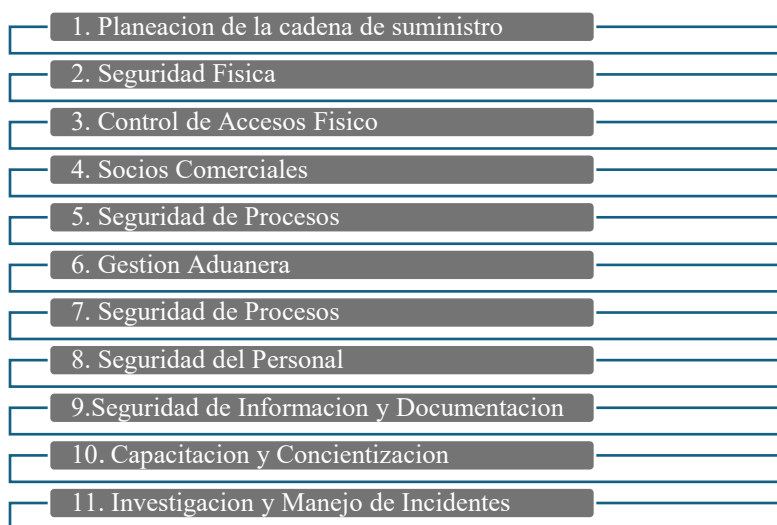 1. Planeacion de la cadena de suministro
2. Seguridad Fisica
3. Control de Accesos Fisico
4. Socios Comerciales
5. Seguridad de Procesos
6. Gestion Aduanera
7. Seguridad de Procesos
8. Seguridad del Personal
9.Seguridad de Informacion y Documentacion
10. Capacitacion y Concientizacion
11. Investigacion y Manejo de Incidentes